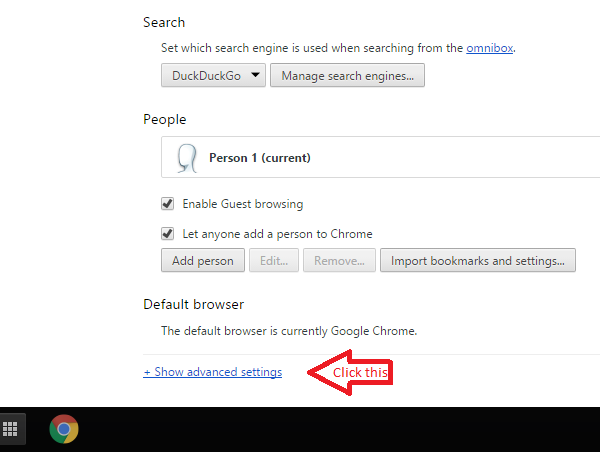 Search
Set which search engine is used when searching from the omnibox.
DuckDuckGo Manage search engines...
People
Person 1 (current)
Enable Guest browsing
Let anyone add a person to Chrome
Add person Edit... Remove... Import bookmarks and settings...
Default browser
The default browser is currently Google Chrome.
+ Show advanced settings Click this